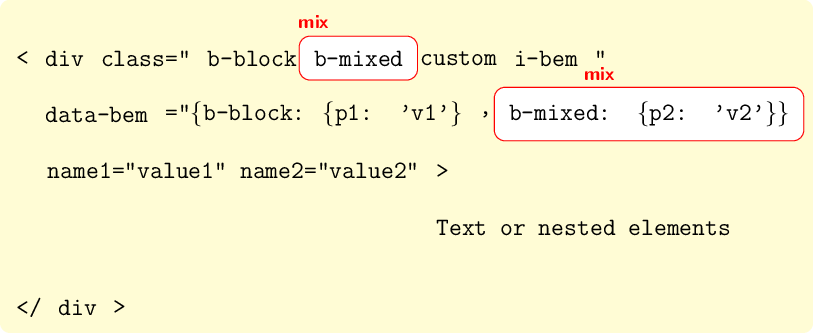 mix
< div class=" b-block b-mixed custom i-bem "
mix
data-bem ="{b-block: {p1: 'v1'} , b-mixed: {p2: 'v2'}}
name1="value1" name2="value2" >
Text or nested elements
</ div >